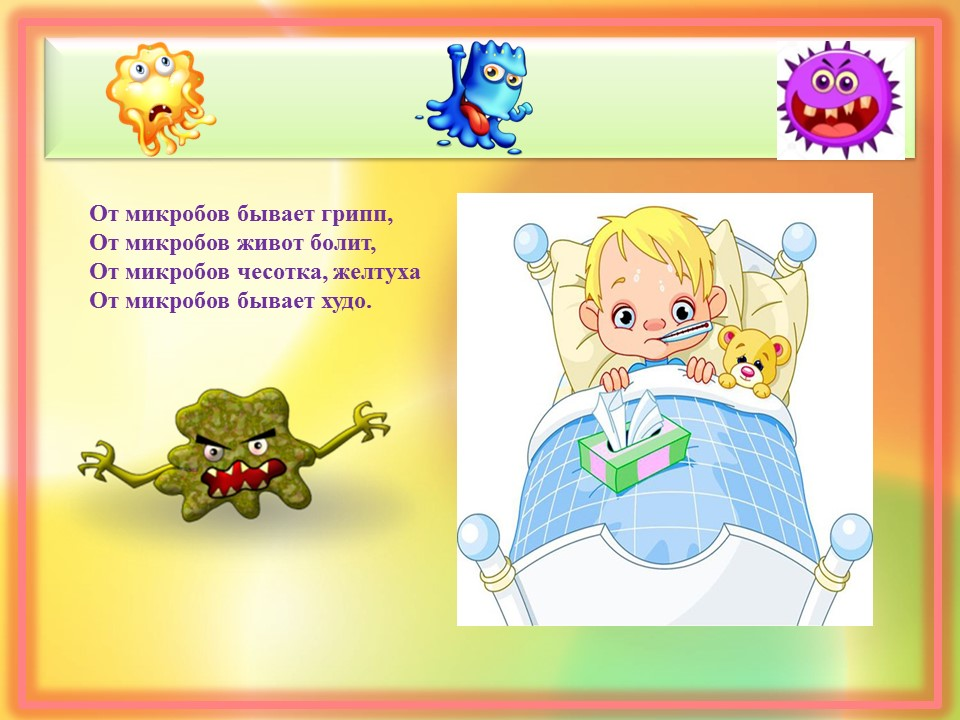 От микробов бывает грипп,
От микробов живот болит,
От микробов чесотка, желтуха
От микробов бывает худо.